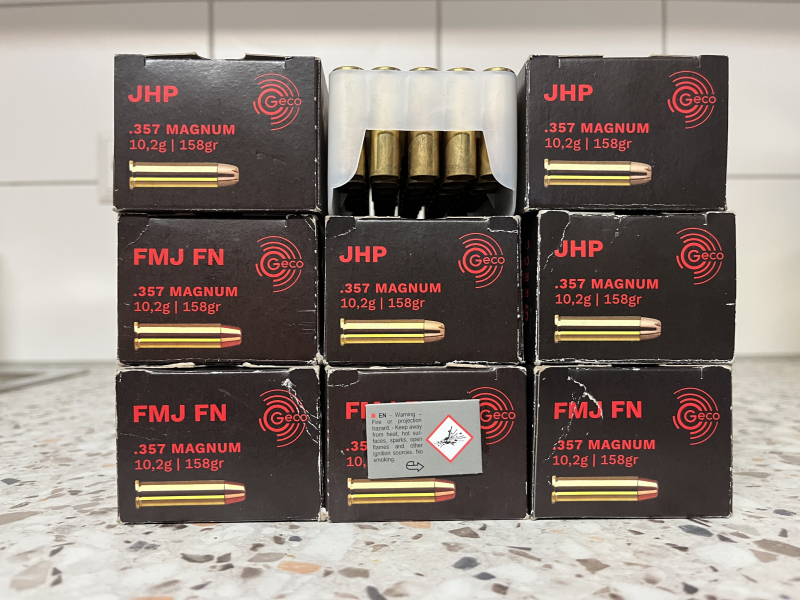 JHP
Geco
.357 MAGNUM
10,2g | 158gr
JHP
Geco
.357 MAGNUM
10,2g | 158gr
FMJ FN
Geco
.357 MAGNUM
10,2g | 158gr
JHP
Geco
.357 MAGNUM
10,2g | 158gr
JHP
Geco
.357 MAGNUM
10,2g | 158gr
FMJ FN
Geco
.357 MAGNUM
10,2g | 158gr
Geco
EN - Warning -
Fire or projection
hazard. - Keep away
from heat, hot sur-
faces, sparks, open
flames and other
ignition sources. No
smoking.
FMJ FN
Geco
.357 MAGNUM
10,2g | 158gr